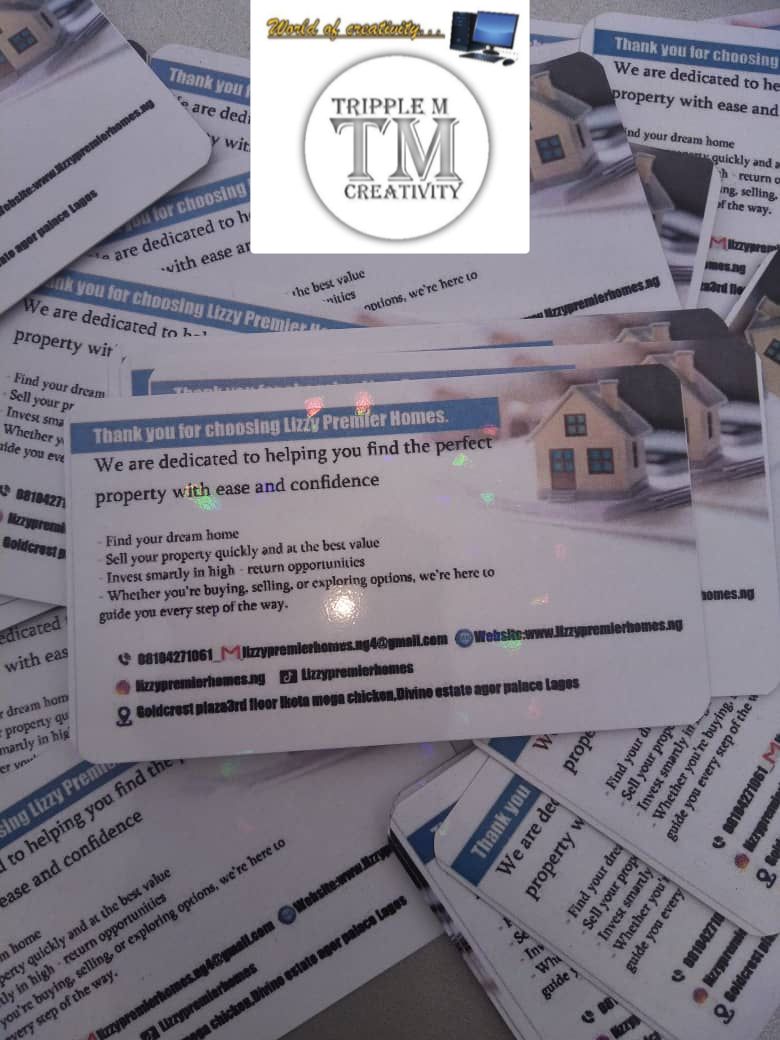 World of creativity...
TRIPPLE M
TM
CREATIVITY
Thank you for choosing Lizzy Premier Homes.
We are dedicated to helping you find the perfect
property with ease and confidence
- Find your dream home
- Sell your property quickly and at the best value
- Invest smartly in high - return opportunities
- Whether you're buying, selling, or exploring options, we're here to
guide you every step of the way.
08104271061_ lizzypremierhomes.ng4@gmail.com Website:www.lizzypremierhomes.ng
lizzypremierhomes.ng Lizzypremierhomes
Goldcrest plaza3rd floor Ikota mega chicken,Divine estate agor palace Lagos